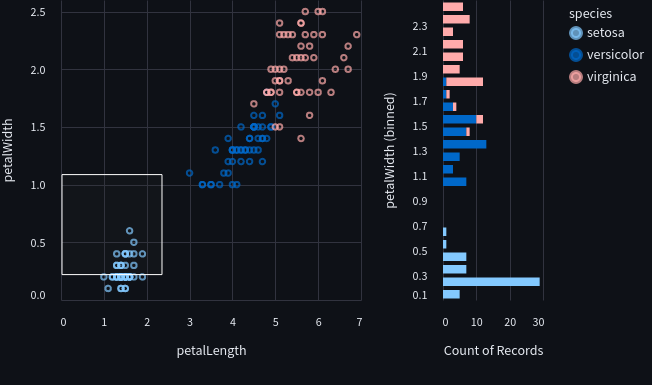 petalWidth
2.5
2.0
1.5
1.0
0.5
0.0
0 1 2 3 4 5 6 7
petalLength
petalWidth (binned)
2.3
2.1
1.9
1.7
1.5
1.3
1.1
0.9
0.7
0.5
0.3
0.1
0 10 20 30
Count of Records
species
setosa
versicolor
virginica